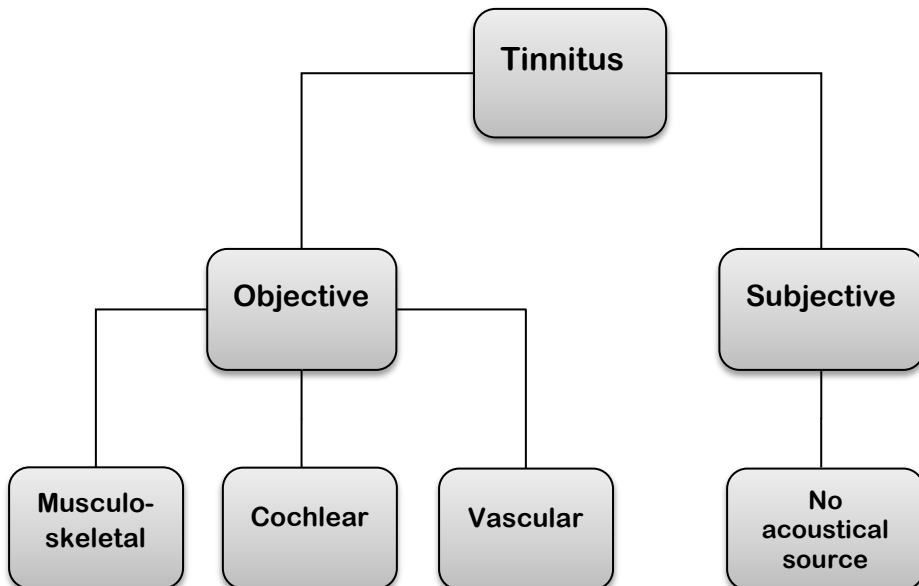 Tinnitus
Objective
Subjective
Musculo-
skeletal
Cochlear
Vascular
No
acoustical
source